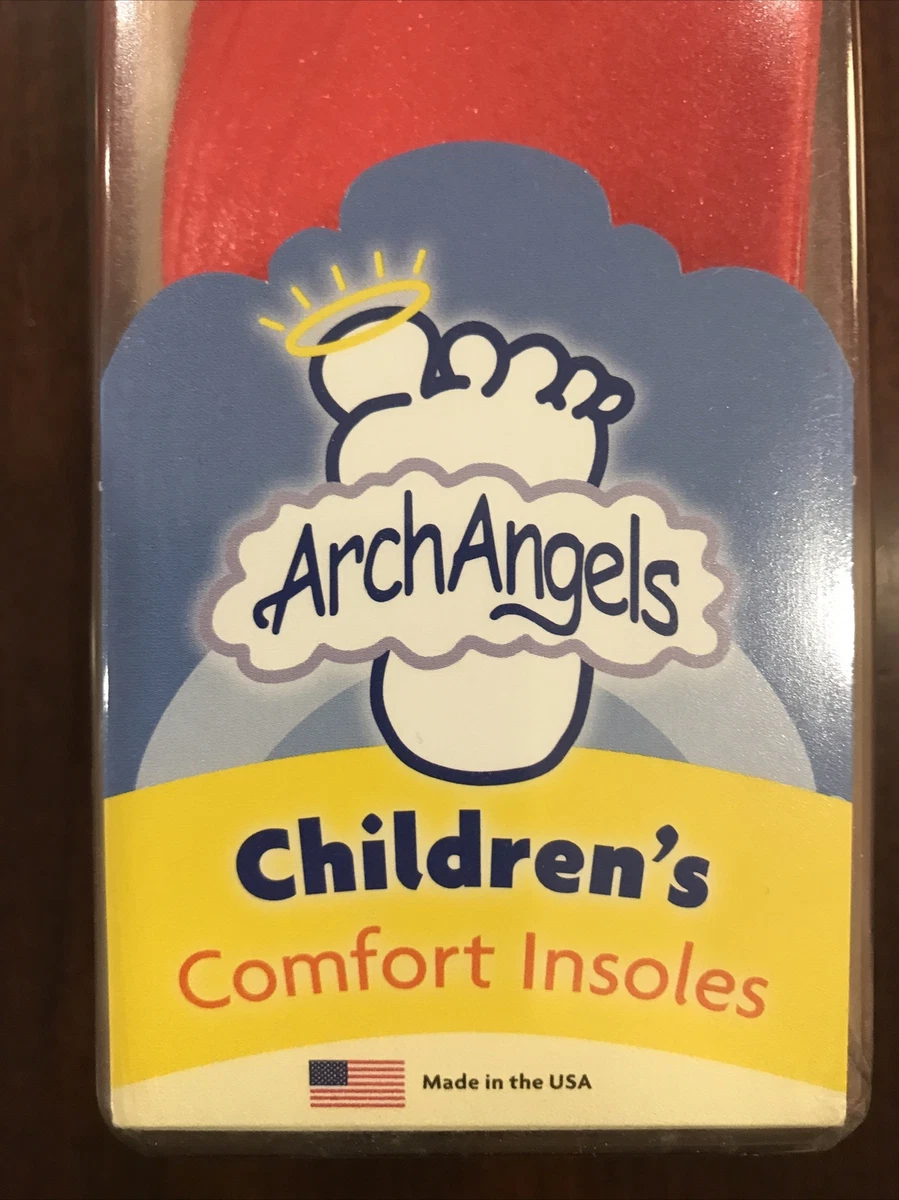 ArchAngels
Children's
Comfort Insoles
Made in the USA